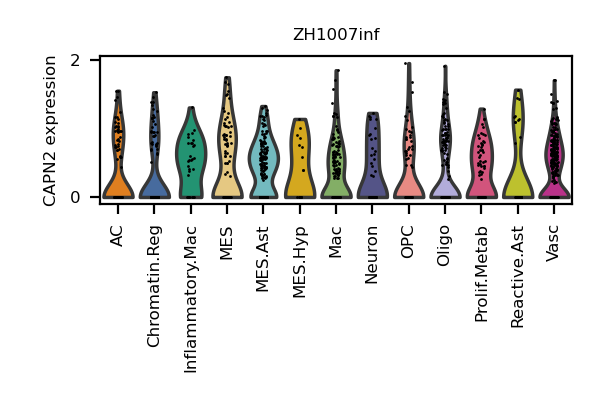 ZH1007inf
CAPN2 expression
2
0
AC
Chromatin.Reg
Inflammatory.Mac
MES
MES.Ast
MES.Hyp
Mac
Neuron
OPC
Oligo
Prolif.Metab
Reactive.Ast
Vasc